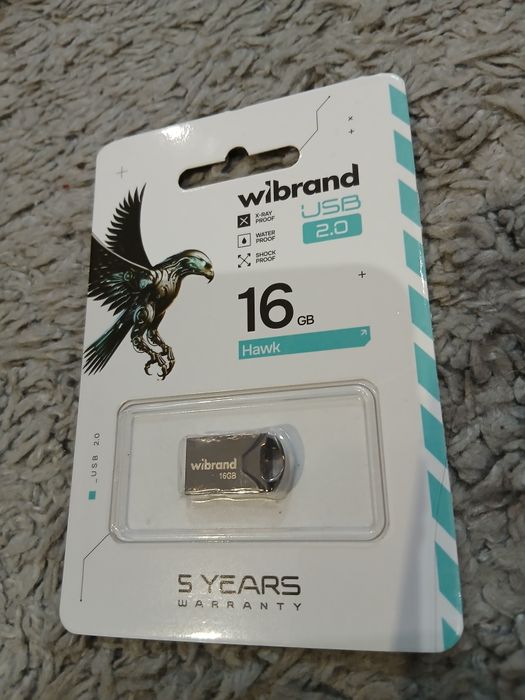 wibrand
USB
2.0
X-RAY
PROOF
WATER
PROOF
SHOCK
PROOF
16 GB
Hawk
_USB 2.0
wibrand
16GB
5 YEARS
WARRANTY